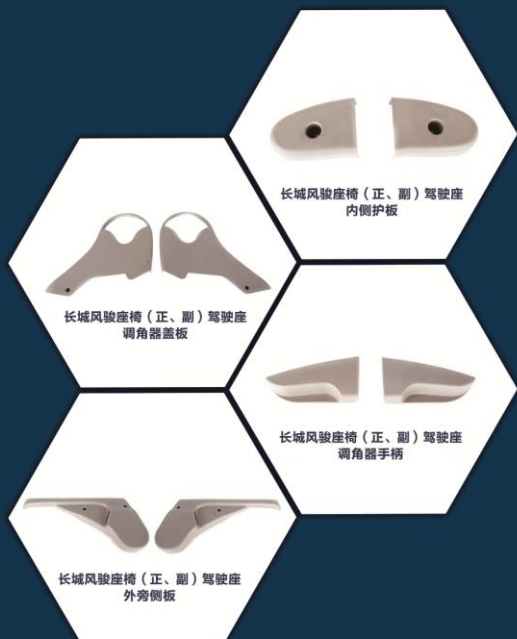 长城风骏座椅（正、副）驾驶座
内侧护板
长城风骏座椅（正、副）驾驶座
调角器盖板
长城风骏座椅（正、副）驾驶座
调角器手柄
长城风骏座椅（正、副）驾驶座
外旁侧板